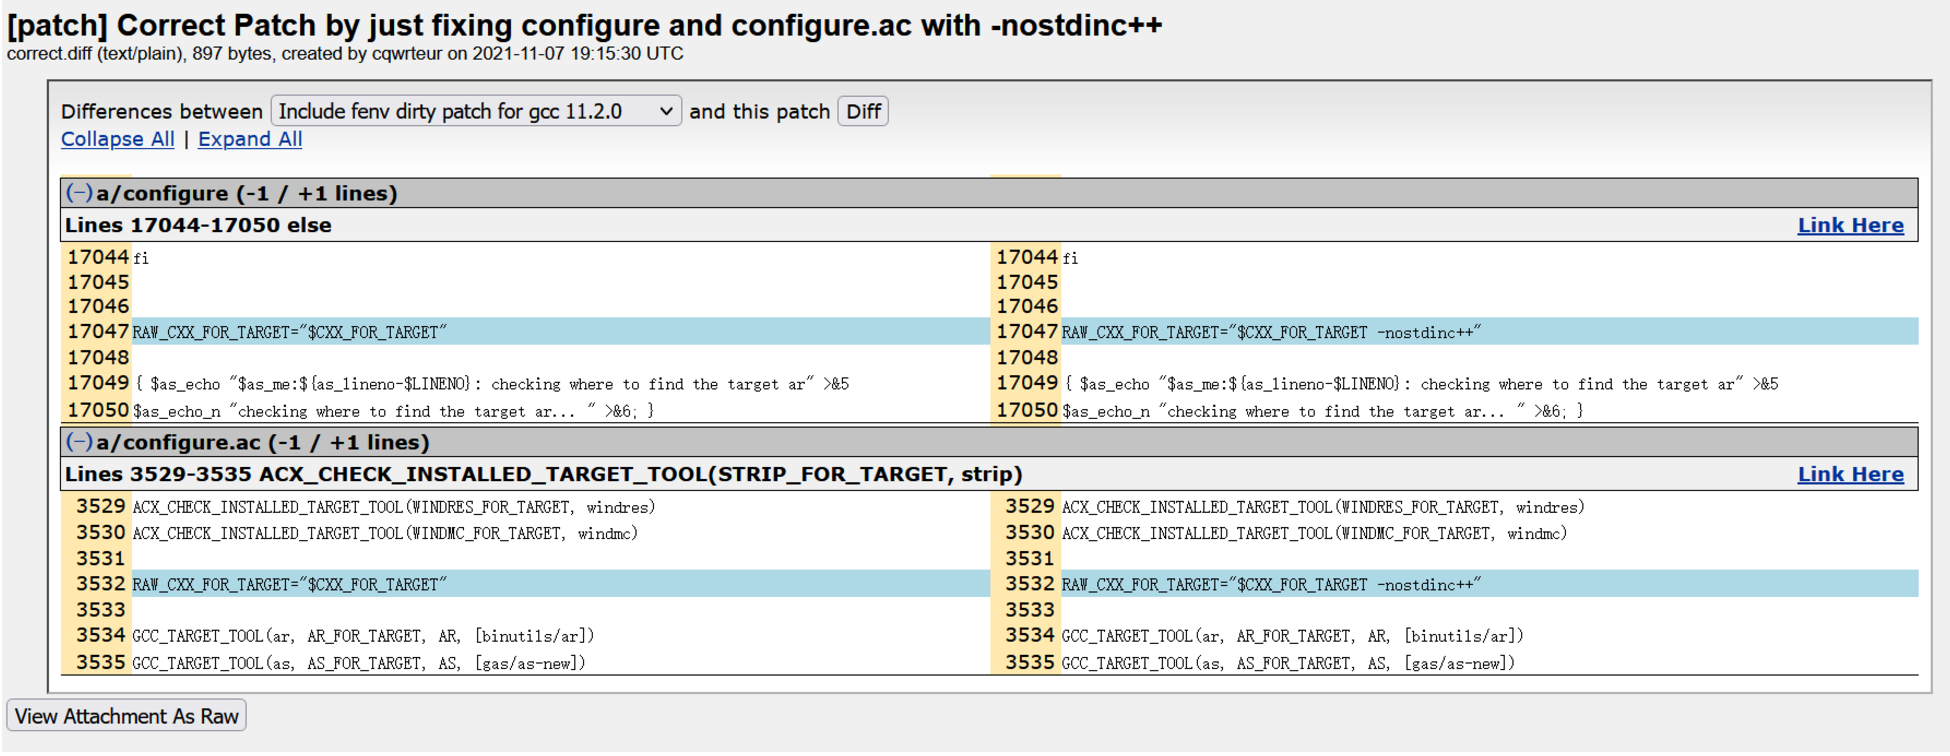 [patch] Correct Patch by just fixing configure and configure.ac with -nostdinc++
correct.diff (text/plain), 897 bytes, created by cqwrteur on 2021-11-07 19:15:30 UTC
Differences between Include fenv dirty patch for gcc 11.2.0 and this patch Diff
Collapse All | Expand All
(−) a/configure (-1 / +1 lines)
Lines 17044-17050 else Link Here
17044 fi 17044 fi
17045 17045
17046 17046
17047 RAW_CXX_FOR_TARGET="$CXX_FOR_TARGET" 17047 RAW_CXX_FOR_TARGET="$CXX_FOR_TARGET -nostdinc++"
17048 17048
17049 { $as_echo "$as_me:${as_lineno-$LINENO}: checking where to find the target ar" >&5 17049 { $as_echo "$as_me:${as_lineno-$LINENO}: checking where to find the target ar" >&5
17050 $as_echo_n "checking where to find the target ar... " >&6; } 17050 $as_echo_n "checking where to find the target ar... " >&6; }
(−) a/configure.ac (-1 / +1 lines)
Lines 3529-3535 ACX_CHECK_INSTALLED_TARGET_TOOL(STRIP_FOR_TARGET, strip) Link Here
3529 ACX_CHECK_INSTALLED_TARGET_TOOL(WINDRES_FOR_TARGET, windres) 3529 ACX_CHECK_INSTALLED_TARGET_TOOL(WINDRES_FOR_TARGET, windres)
3530 ACX_CHECK_INSTALLED_TARGET_TOOL(WINDMC_FOR_TARGET, windmc) 3530 ACX_CHECK_INSTALLED_TARGET_TOOL(WINDMC_FOR_TARGET, windmc)
3531 3531
3532 RAW_CXX_FOR_TARGET="$CXX_FOR_TARGET" 3532 RAW_CXX_FOR_TARGET="$CXX_FOR_TARGET -nostdinc++"
3533 3533
3534 GCC_TARGET_TOOL(ar, AR_FOR_TARGET, AR, [binutils/ar]) 3534 GCC_TARGET_TOOL(ar, AR_FOR_TARGET, AR, [binutils/ar])
3535 GCC_TARGET_TOOL(as, AS_FOR_TARGET, AS, [gas/as-new]) 3535 GCC_TARGET_TOOL(as, AS_FOR_TARGET, AS, [gas/as-new])
View Attachment As Raw